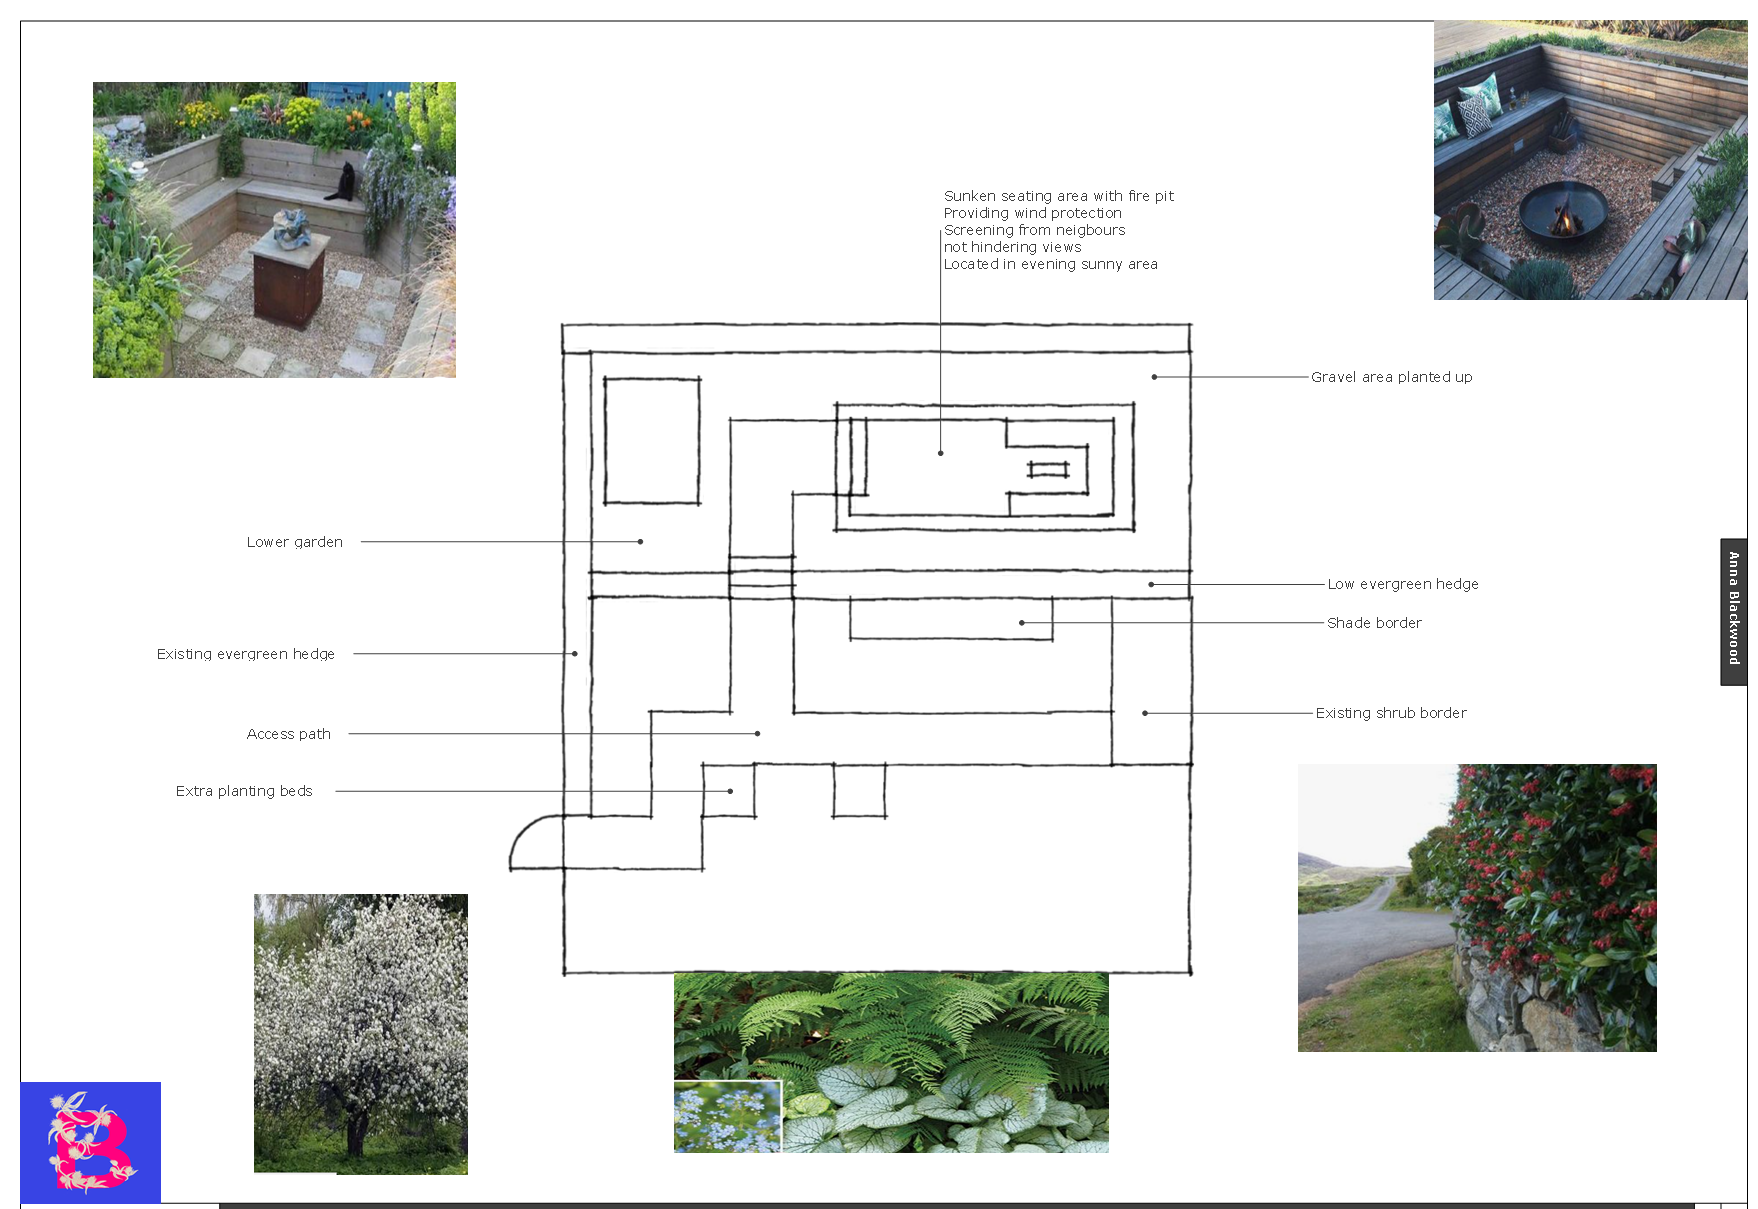 Sunken seating area with fire pit
Providing wind protection
Screening from neigbours
not hindering views
Located in evening sunny area
Gravel area planted up
Lower garden
Low evergreen hedge
Shade border
Existing evergreen hedge
Existing shrub border
Access path
Extra planting beds
Anna Blackwood
B